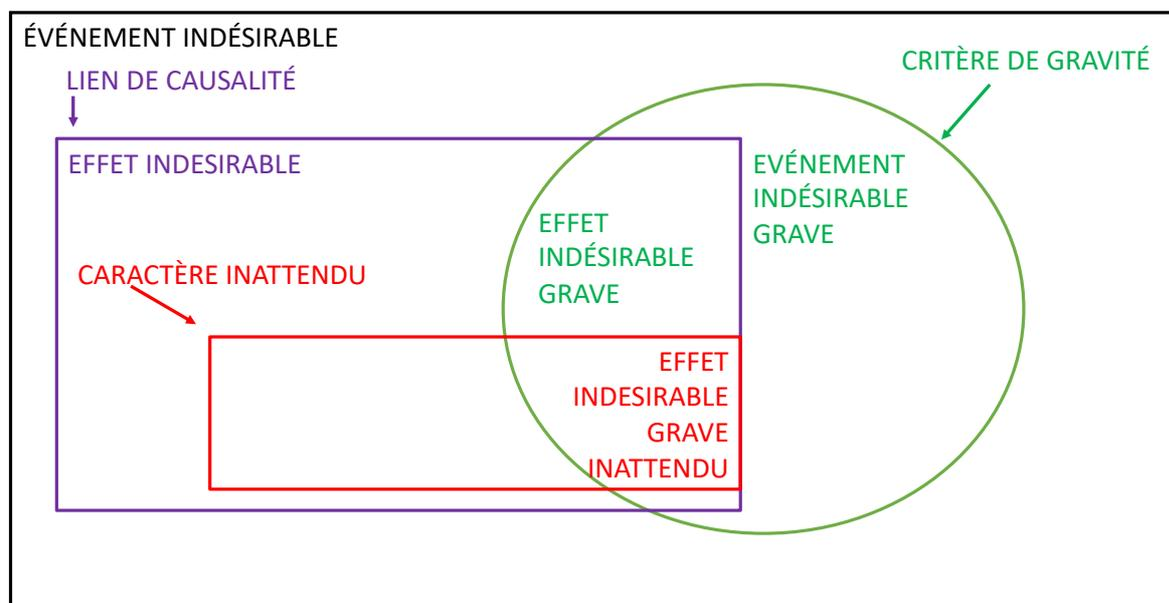 ÉVÉNEMENT INDÉSIRABLE
LIEN DE CAUSALITÉ
CRITÈRE DE GRAVITÉ
EFFET INDESIRABLE
EVÉNEMENT
INDÉSIRABLE
GRAVE
EFFET
INDÉSIRABLE
GRAVE
CARACTÈRE INATTENDU
EFFET
INDESIRABLE
GRAVE
INATTENDU